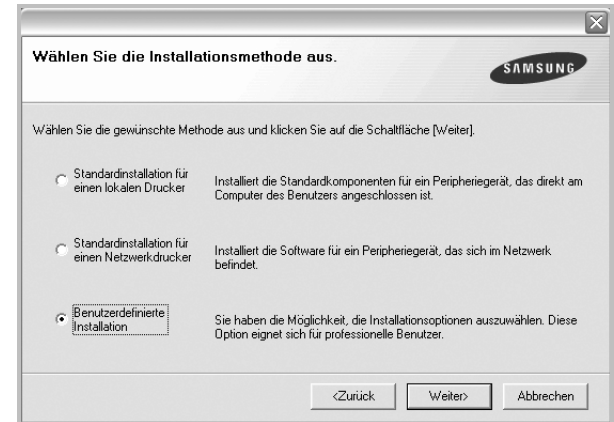 Wählen Sie die Installationsmethode aus.
SAMSUNG
Wählen Sie die gewünschte Methode aus und klicken Sie auf die Schaltfläche [Weiter].
Standardinstallation für
einen lokalen Drucker
Installiert die Standardkomponenten für ein Peripheriegerät, das direkt am
Computer des Benutzers angeschlossen ist.
Standardinstallation für
einen Netzwerkdrucker
Installiert die Software für ein Peripheriegerät, das sich im Netzwerk
befindet.
Benutzerdefinierte
Installation
Sie haben die Möglichkeit, die Installationsoptionen auszuwählen. Diese
Option eignet sich für professionelle Benutzer.
<Zurück
Weiter>
Abbrechen